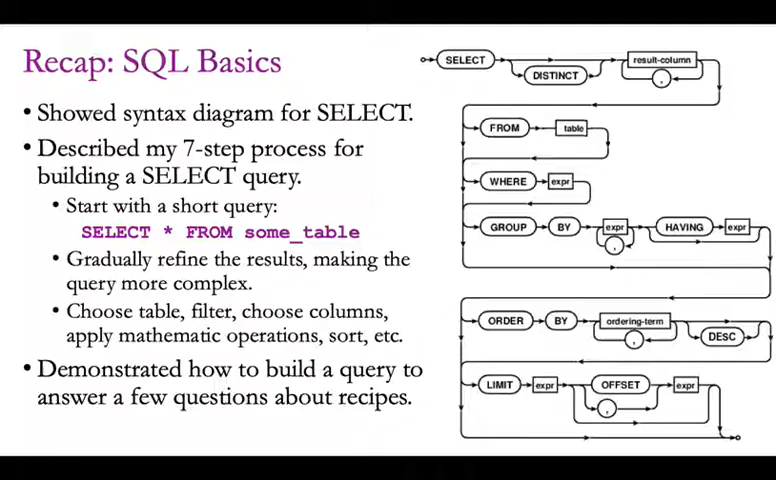 Recap: SQL Basics
• Showed syntax diagram for SELECT.
• Described my 7-step process for
building a SELECT query.
• Start with a short query:
SELECT * FROM some_table
• Gradually refine the results, making the
query more complex.
• Choose table, filter, choose columns,
apply mathematic operations, sort, etc.
• Demonstrated how to build a query to
answer a few questions about recipes.
SELECT
DISTINCT
result-column
,
FROM table
WHERE expr
GROUP BY expr HAVING expr
,
ORDER BY ordering-term
,
DESC
LIMIT expr OFFSET expr
,